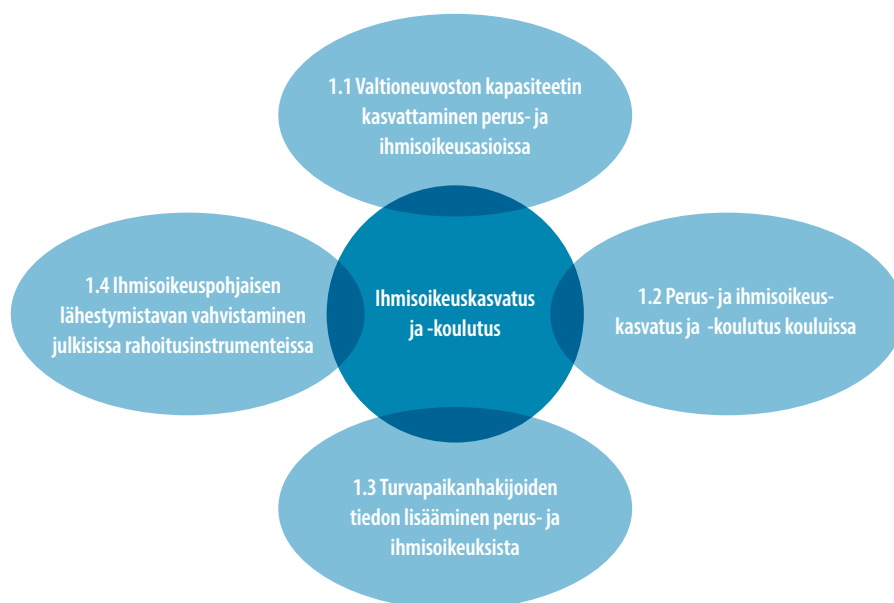 1.1 Valtioneuvoston kapasiteetin
kasvattaminen perus- ja
ihmisoikeusasioissa
1.4 Ihmisoikeuspohjaisen
lähestymistavan vahvistaminen
julkisissa rahoitusinstrumenteissa
Ihmisoikeuskasvatus
ja -koulutus
1.2 Perus- ja ihmisoikeus-
kasvatus ja -koulutus kouluissa
1.3 Turvapaikanhakijoiden
tiedon lisääminen perus- ja
ihmisoikeuksista